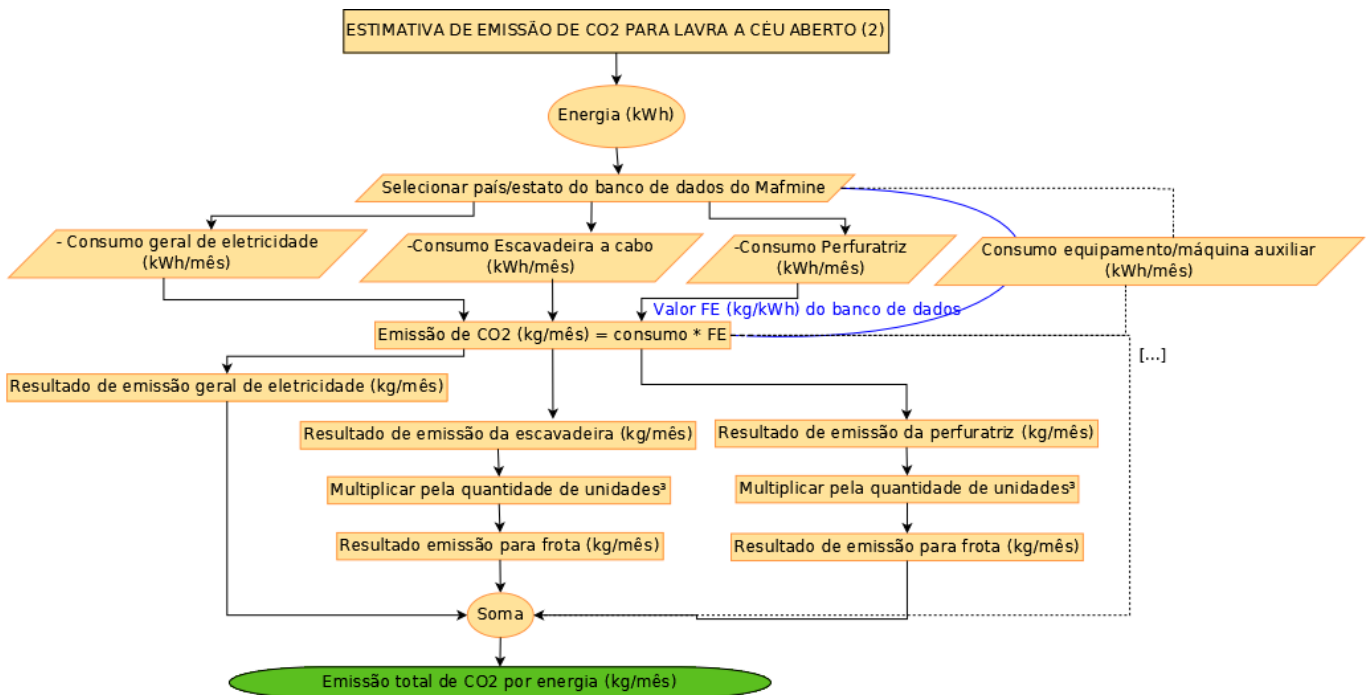 ESTIMATIVA DE EMISSÃO DE CO2 PARA LAVRA A CÉU ABERTO (2)
Energia (kWh)
Selecionar país/estato do banco de dados do Mafmine
- Consumo geral de eletricidade
(kWh/mês)
-Consumo Escavadeira a cabo
(kWh/mês)
-Consumo Perfuratriz
(kWh/mês)
Consumo equipamento/máquina auxiliar
(kWh/mês)
Valor FE (kg/kWh) do banco de dados
Emissão de CO2 (kg/mês) = consumo * FE
[...]
Resultado de emissão geral de eletricidade (kg/mês)
Resultado de emissão da escavadeira (kg/mês)
Resultado de emissão da perfuratriz (kg/mês)
Multiplicar pela quantidade de unidades³
Multiplicar pela quantidade de unidades³
Resultado emissão para frota (kg/mês)
Resultado de emissão para frota (kg/mês)
Soma
Emissão total de CO2 por energia (kg/mês)